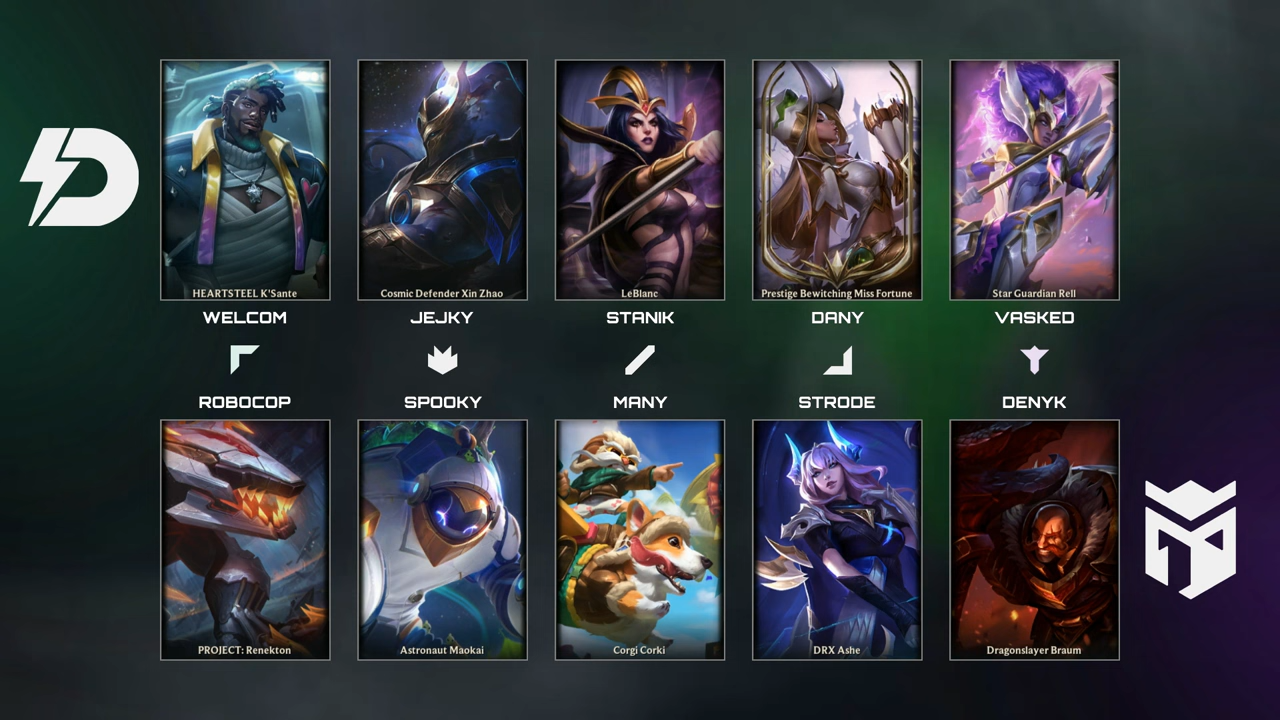 HEARTSTEEL K'Sante
Cosmic Defender Xin Zhao
LeBlanc
Prestige Bewitching Miss Fortune
Star Guardian Rell
WELCOM
JEJKY
STANIK
DANY
VASKED
ROBOCOP
SPOOKY
MANY
STRODE
DENYK
PROJECT: Renekton
Astronaut Maokai
Corgi Corki
DRX Ashe
Dragonslayer Braum